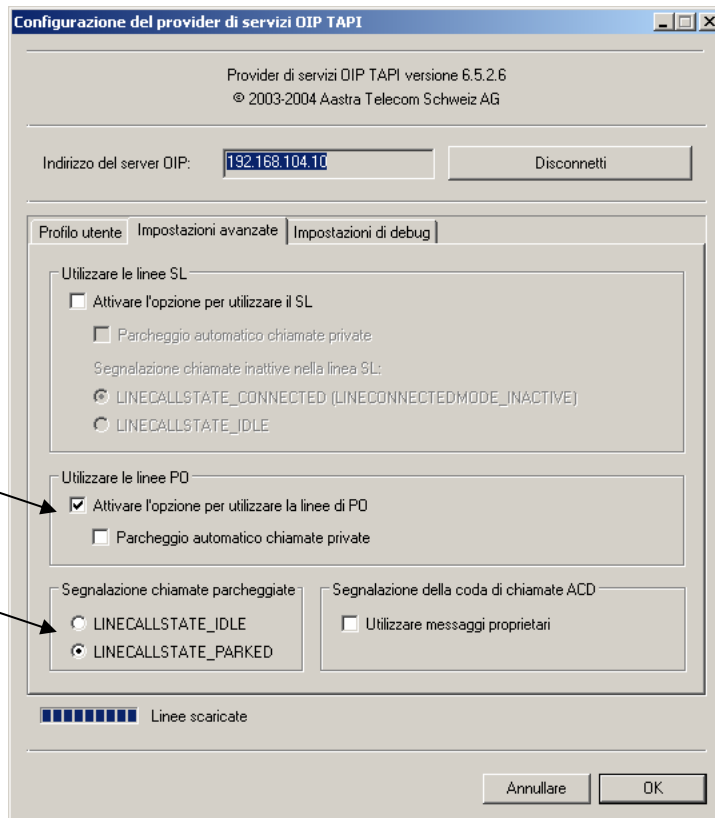 Configurazione del provider di servizi OIP TAPI
Provider di servizi OIP TAPI versione 6.5.2.6
© 2003-2004 Aastra Telecom Schweiz AG
Indirizzo del server OIP: 192.168.104.10 Disconnetti
Profilo utente Impostazioni avanzate Impostazioni di debug
Utilizzare le linee SL
Attivare l'opzione per utilizzare il SL
Parcheggio automatico chiamate private
Segnalazione chiamate inattive nella linea SL:
LINECALLSTATE_CONNECTED (LINECONNECTEDMODE_INACTIVE)
LINECALLSTATE_IDLE
Utilizzare le linee PO
Attivare l'opzione per utilizzare la linee di PO
Parcheggio automatico chiamate private
Segnalazione chiamate parcheggiate
LINECALLSTATE_IDLE
LINECALLSTATE_PARKED
Segnalazione della coda di chiamate ACD
Utilizzare messaggi proprietari
Linee scaricate
Annullare OK